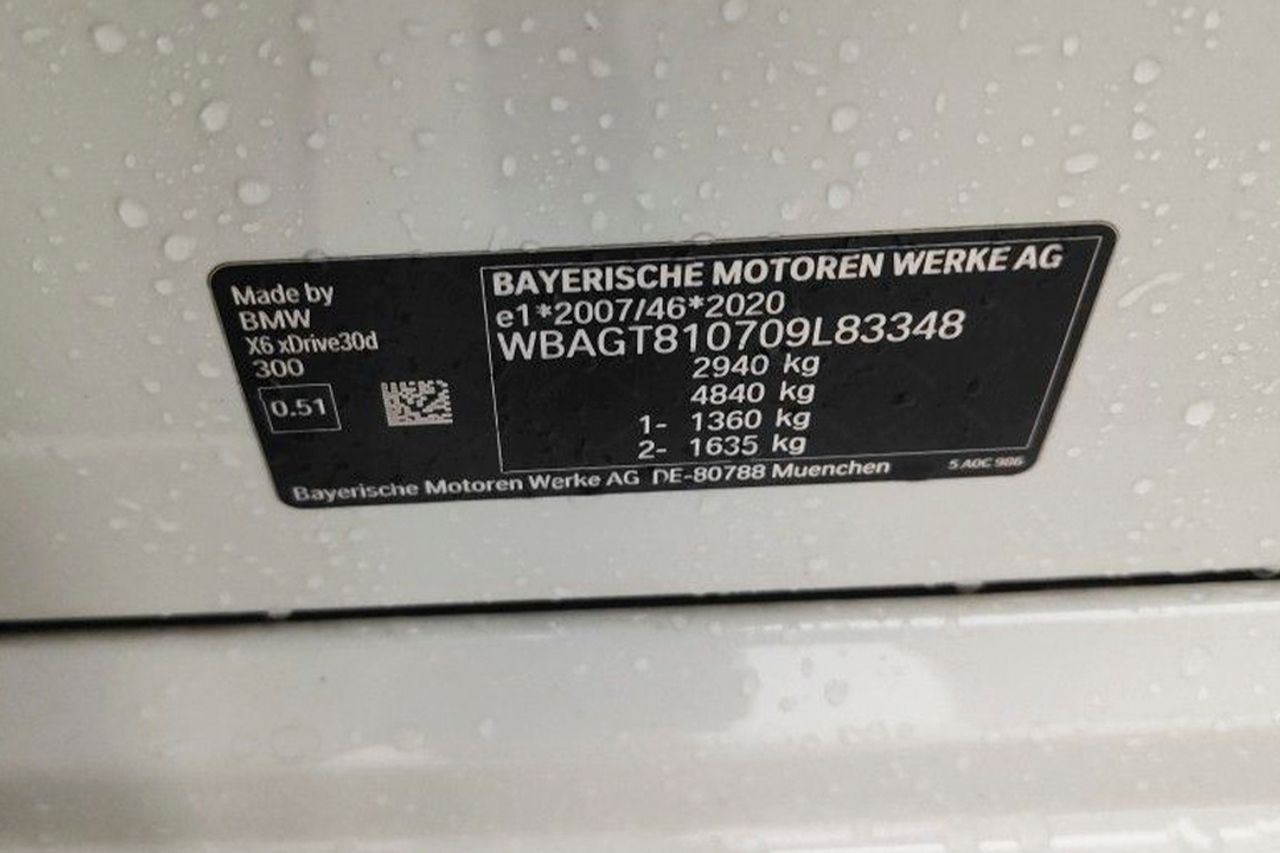 Made by
BMW
X6 xDrive30d
300
0.51
BAYERISCHE MOTOREN WERKE AG
e1*2007/46*2020
WBAGT810709L83348
2940 kg
4840 kg
1- 1360 kg
2- 1635 kg
Bayerische Motoren Werke AG DE-80788 Muenchen
5 A0C 986